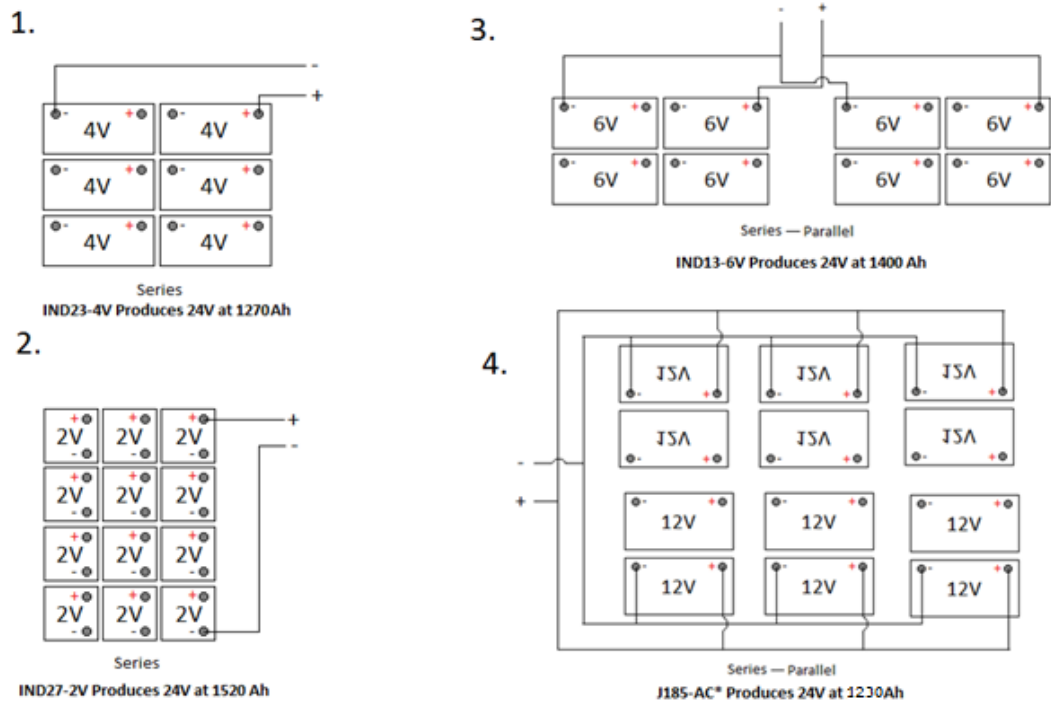 1.
-
+
- + - +
4V 4V
- + - +
4V 4V
- + - +
4V 4V
Series
IND23-4V Produces 24V at 1270Ah
2.
+ + +
2V 2V 2V
- - -
+
-
+ + +
2V 2V 2V
- - -
+ + +
2V 2V 2V
- - -
+ + +
2V 2V 2V
- - -
Series
IND27-2V Produces 24V at 1520 Ah
3.
- +
- + - + - + - +
6V 6V 6V 6V
- + - + - + - +
6V 6V 6V 6V
Series — Parallel
IND13-6V Produces 24V at 1400 Ah
4.
12V 12V 12V
- + - + - +
12V 12V 12V
- + - + - +
-
+
- + - + - +
12V 12V 12V
- + - + - +
12V 12V 12V
Series — Parallel
J185-AC* Produces 24V at 1230Ah